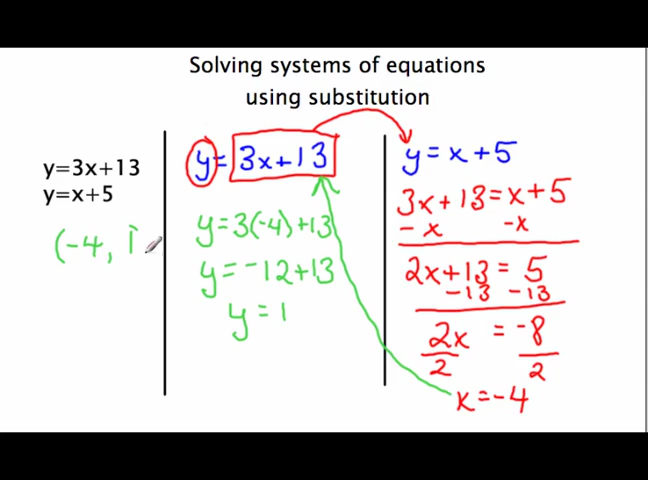 Solving systems of equations
using substitution
y=3x+13
y=x+5
(-4, 1
y=3x+13
y=3(-4)+13
y=-12+13
y=1
y=x+5
3x+13=x+5
-x -x
2x+13=5
-13 -13
2x = -8
2 2
x=-4